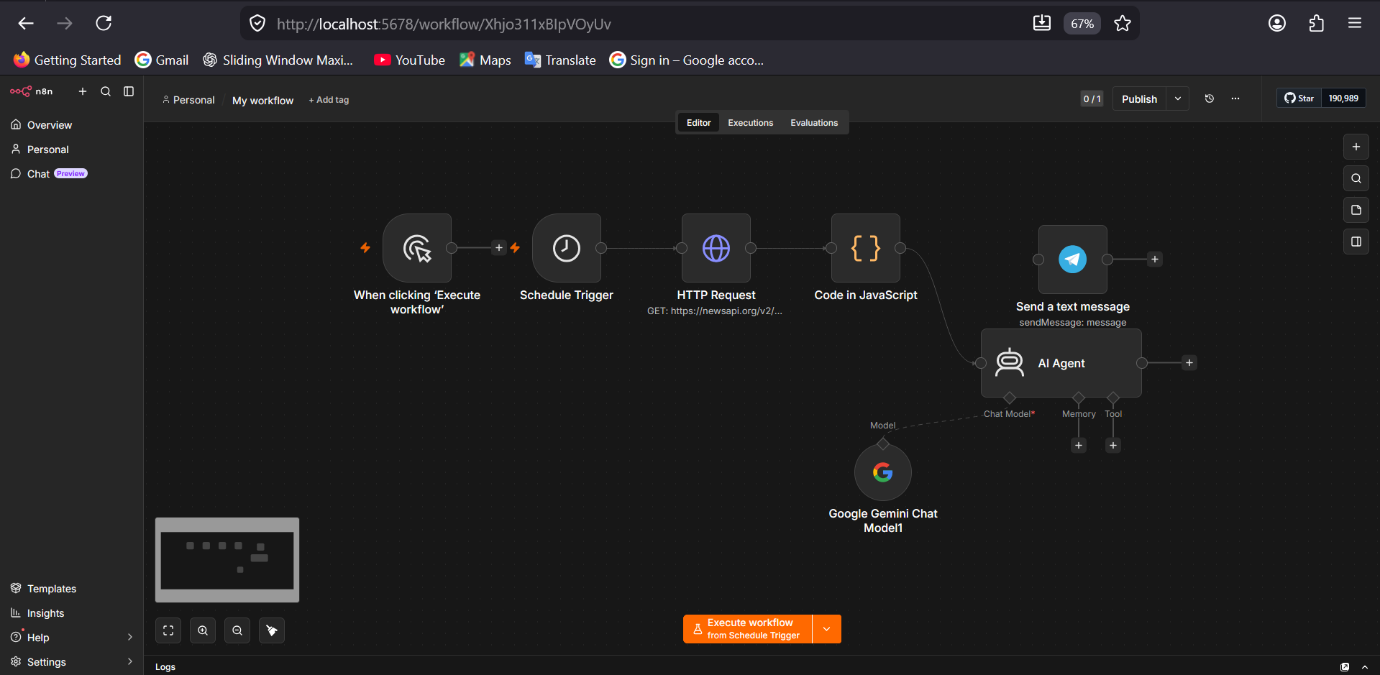 http://localhost:5678/workflow/Xhjo311xBIpVOyUv
67%
Getting Started
Gmail
Sliding Window Maxi...
YouTube
Maps
Translate
Sign in – Google acco...
n8n
Personal
My workflow
+ Add tag
0 / 1
Publish
Star
190,989
Editor
Executions
Evaluations
Overview
Personal
Chat
Preview
When clicking ‘Execute
workflow’
Schedule Trigger
HTTP Request
GET: https://newsapi.org/v2/...
Code in JavaScript
Send a text message
sendMessage: message
AI Agent
Chat Model*
Memory
Tool
Model
Google Gemini Chat
Model1
Templates
Insights
Help
Settings
Execute workflow
from Schedule Trigger
Logs